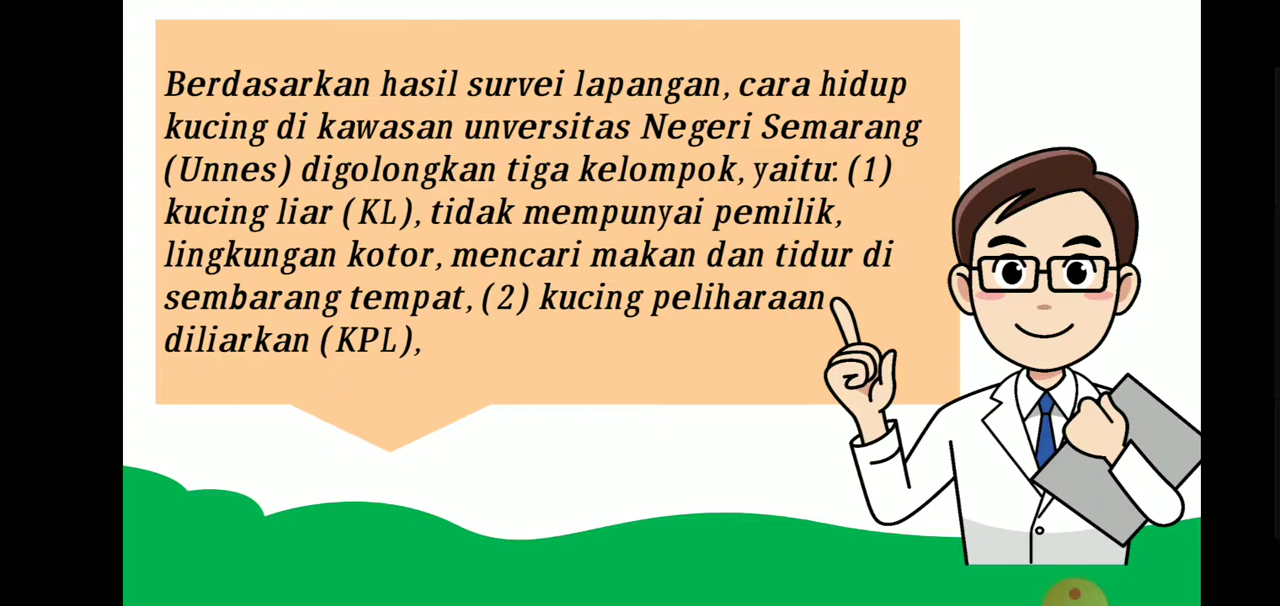 Berdasarkan hasil survei lapangan, cara hidup
kucing di kawasan unversitas Negeri Semarang
(Unnes) digolongkan tiga kelompok, yaitu: (1)
kucing liar (KL), tidak mempunyai pemilik,
lingkungan kotor, mencari makan dan tidur di
sembarang tempat, (2) kucing peliharaan
diliarkan (KPL),